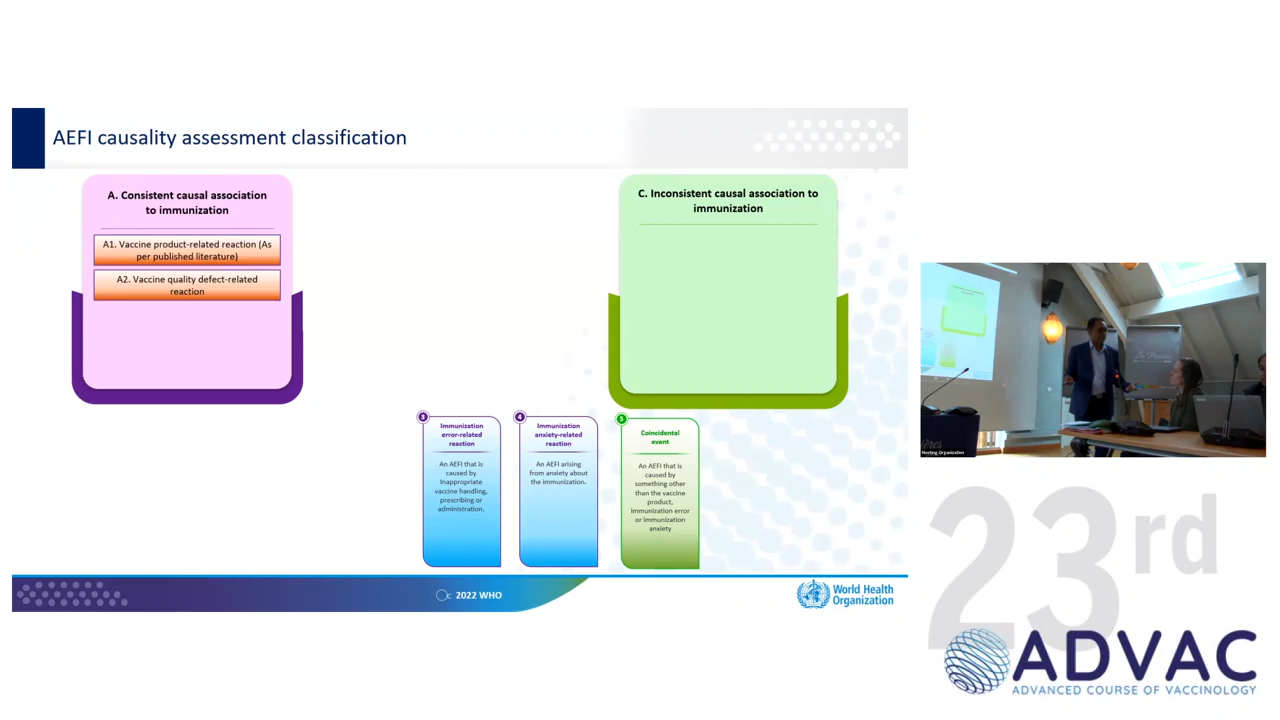 AEFI causality assessment classification
A. Consistent causal association
to immunization
A1. Vaccine product-related reaction (As
per published literature)
A2. Vaccine quality defect-related
reaction
C. Inconsistent causal association to
immunization
3
Immunization
error-related
reaction
An AEFI that is
caused by
Inappropriate
vaccine handling,
prescribing or
administration.
4
Immunization
anxiety-related
reaction
An AEFI arising
from anxiety about
the immunization.
5
Coincidental
event
An AEFI that is
caused by
something other
than the vaccine
product,
immunization error
or immunization
anxiety
2022 WHO
World Health
Organization
Meeting Organization
23rd
ADVAC
ADVANCED COURSE OF VACCINOLOGY